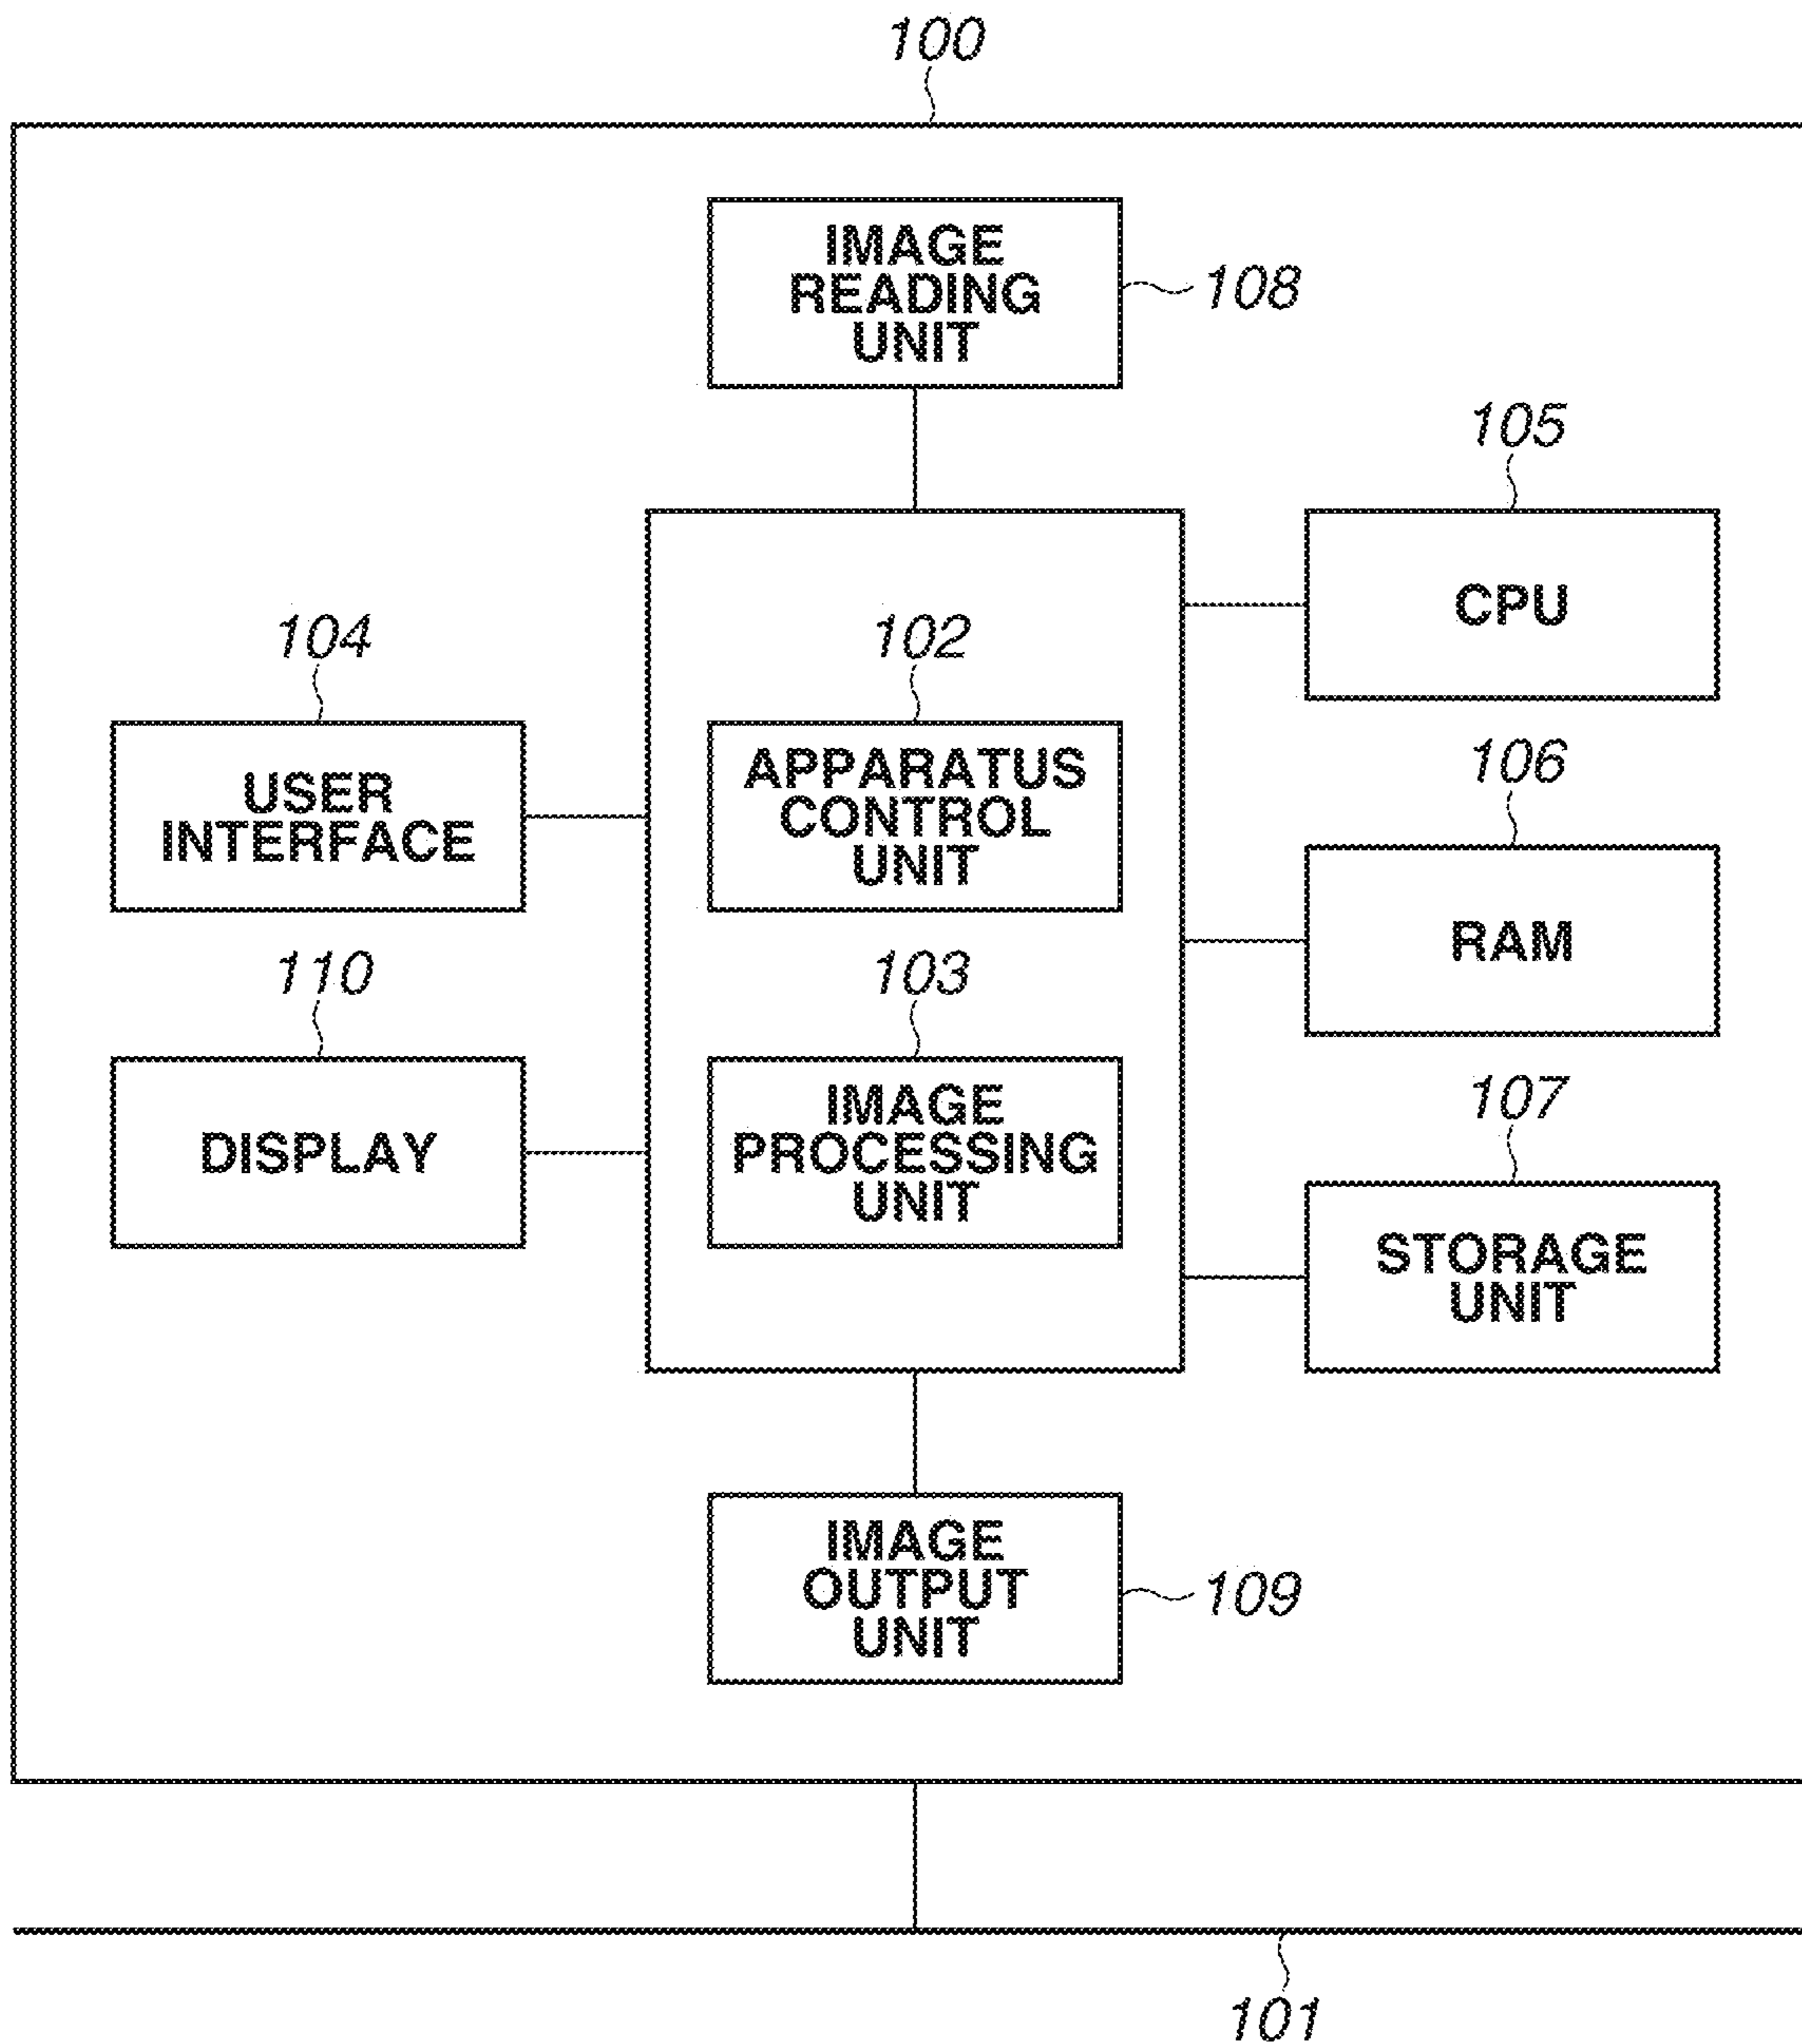 100
IMAGE
READING
UNIT
108
105
CPU
104
USER
INTERFACE
102
APPARATUS
CONTROL
UNIT
106
RAM
110
DISPLAY
103
IMAGE
PROCESSING
UNIT
107
STORAGE
UNIT
IMAGE
OUTPUT
UNIT
109
101